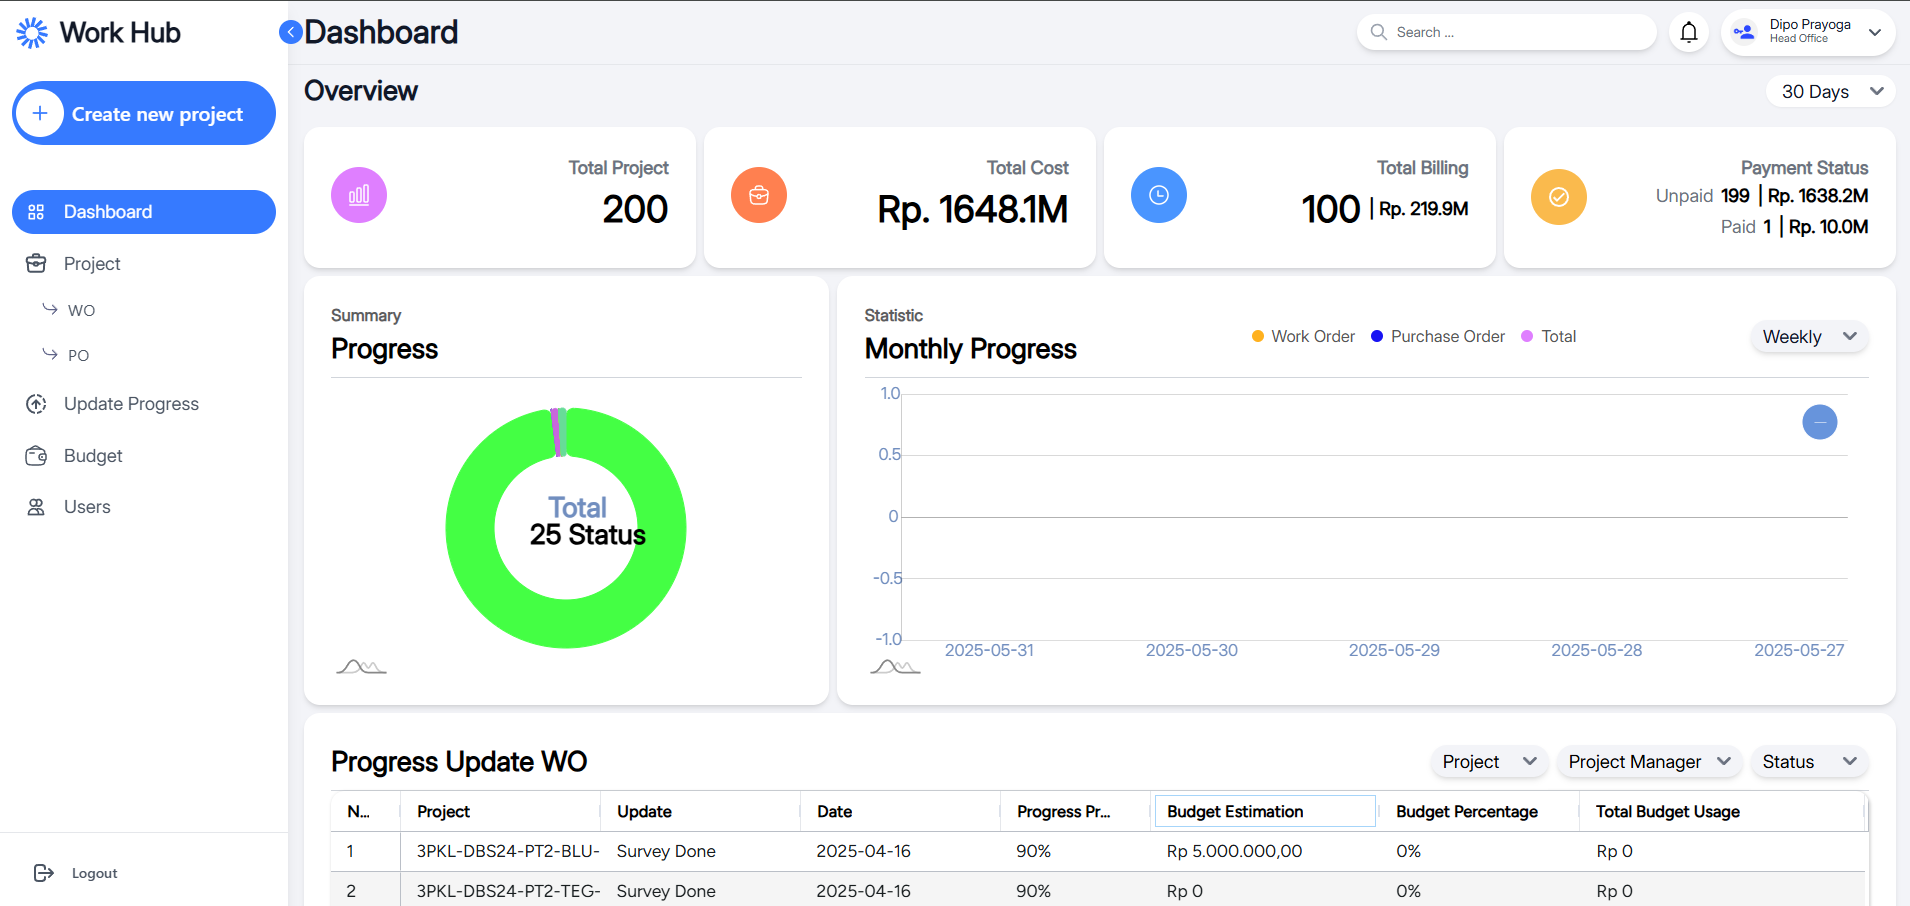 Work Hub
Dashboard
Search ...
Dipo Prayoga
Head Office
Create new project
Dashboard
Project
WO
PO
Update Progress
Budget
Users
Logout
Overview
30 Days
Total Project
200
Total Cost
Rp. 1648.1M
Total Billing
100 | Rp. 219.9M
Payment Status
Unpaid 199 | Rp. 1638.2M
Paid 1 | Rp. 10.0M
Summary
Progress
Total
25 Status
Statistic
Monthly Progress
Work Order Purchase Order Total
Weekly
1.0
0.5
0
-0.5
-1.0
2025-05-31 2025-05-30 2025-05-29 2025-05-28 2025-05-27
Progress Update WO
Project Project Manager Status
N... Project Update Date Progress Pr... Budget Estimation Budget Percentage Total Budget Usage
1 3PKL-DBS24-PT2-BLU- Survey Done 2025-04-16 90% Rp 5.000.000,00 0% Rp 0
2 3PKL-DBS24-PT2-TEG- Survey Done 2025-04-16 90% Rp 0 0% Rp 0